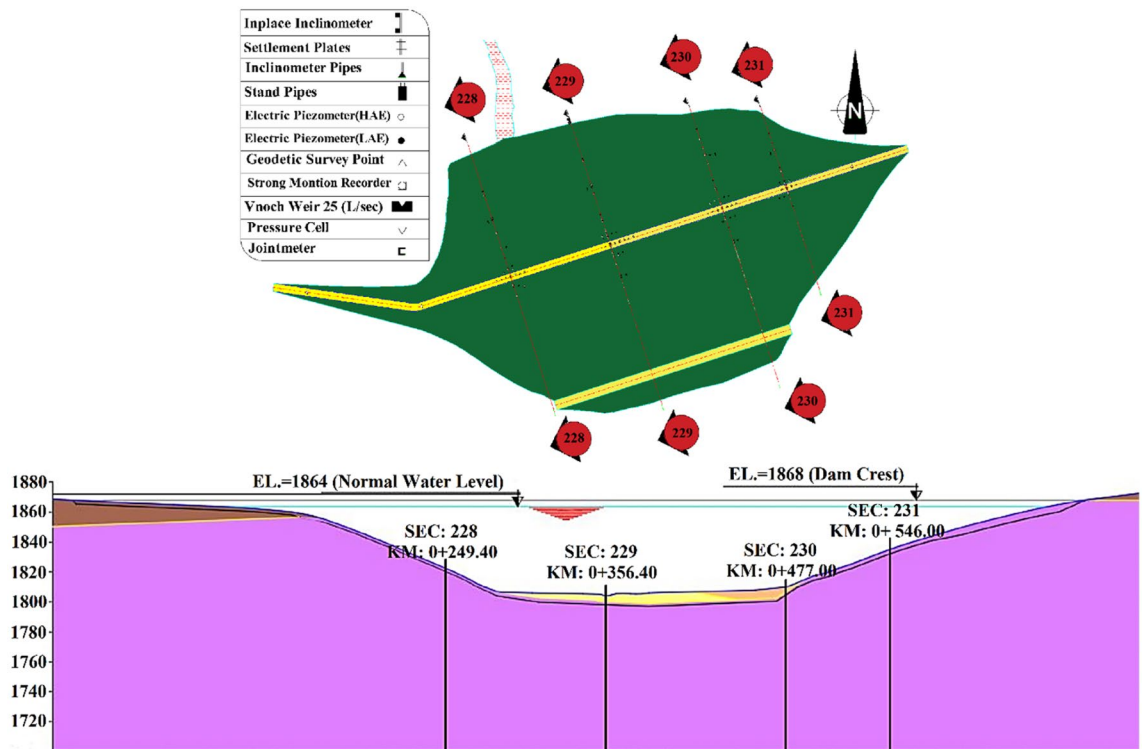 Inplace Inclinometer
Settlement Plates
Inclinometer Pipes
Stand Pipes
Electric Piezometer(HAE)
Electric Piezometer(LAE)
Geodetic Survey Point
Strong Montion Recorder
Vnoch Weir 25 (L/sec)
Pressure Cell
Jointmeter
228
229
230
231
N
231
230
229
228
EL.=1864 (Normal Water Level)
EL.=1868 (Dam Crest)
SEC: 228
KM: 0+249.40
SEC: 229
KM: 0+356.40
SEC: 230
KM: 0+477.00
SEC: 231
KM: 0+ 546.00
1880
1860
1840
1820
1800
1780
1760
1740
1720